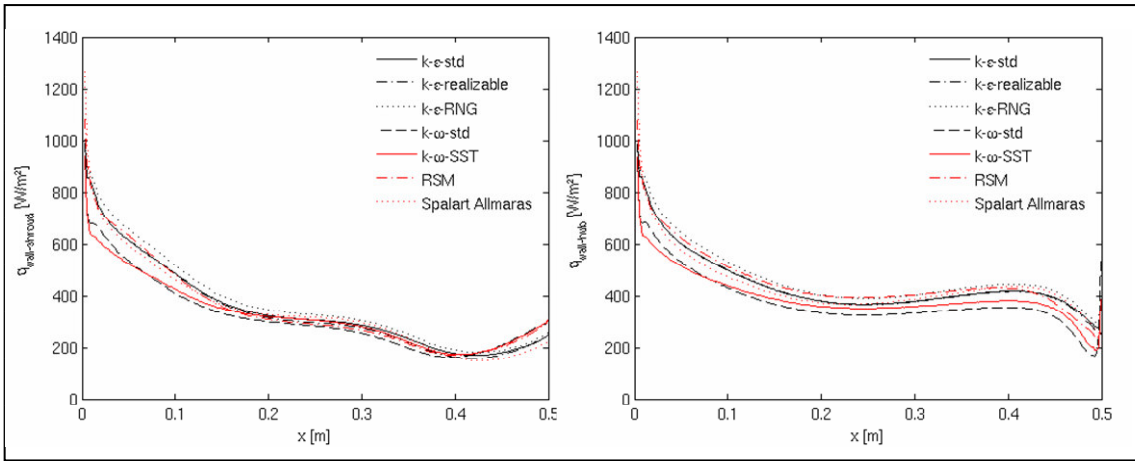 1400
1200
1000
800
600
400
200
0
q wall-shroud [W/m²]
k-ε-std
k-ε-realizable
k-ε-RNG
k-ω-std
k-ω-SST
RSM
Spalart Allmaras
0 0.1 0.2 0.3 0.4 0.5
x [m]
1400
1200
1000
800
600
400
200
0
q wall-hub [W/m²]
k-ε-std
k-ε-realizable
k-ε-RNG
k-ω-std
k-ω-SST
RSM
Spalart Allmaras
0 0.1 0.2 0.3 0.4 0.5
x [m]